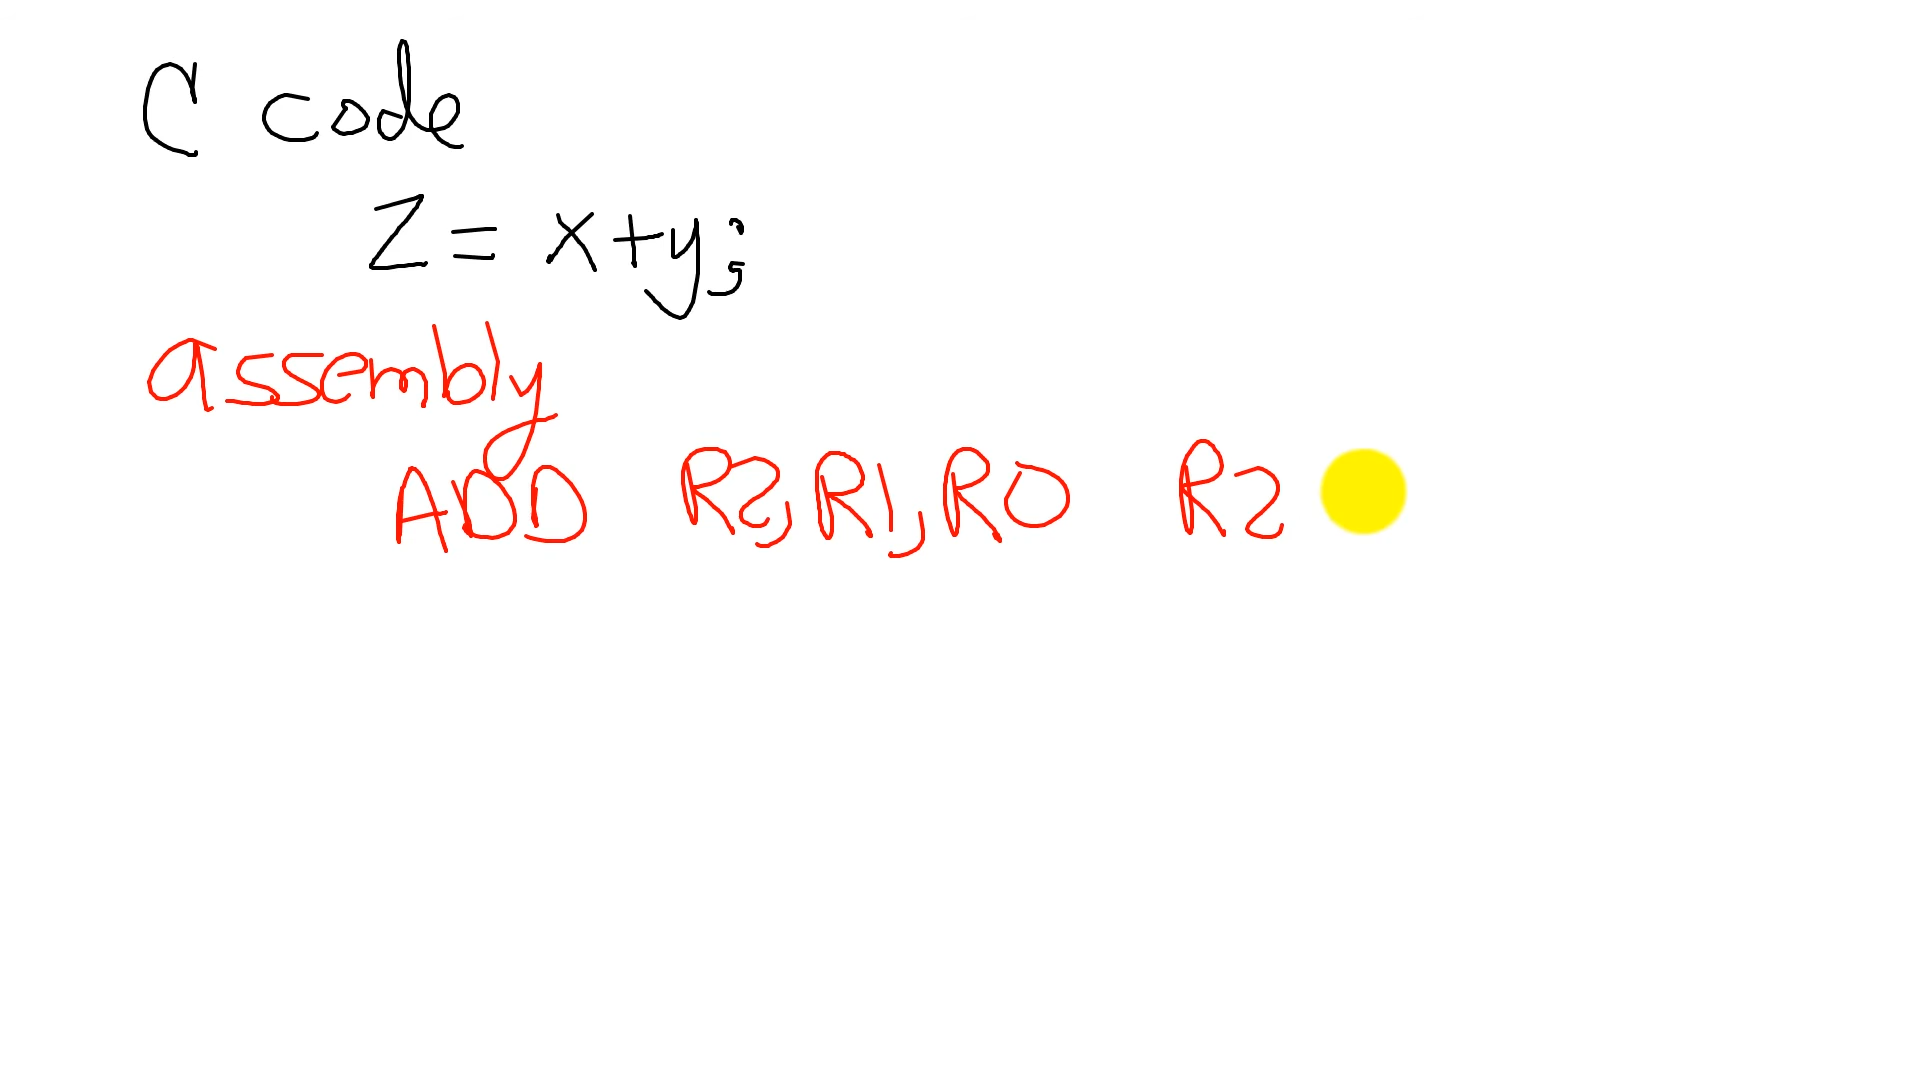 C code
Z = x+y;
assembly
ADD R2,R1,R0 R2